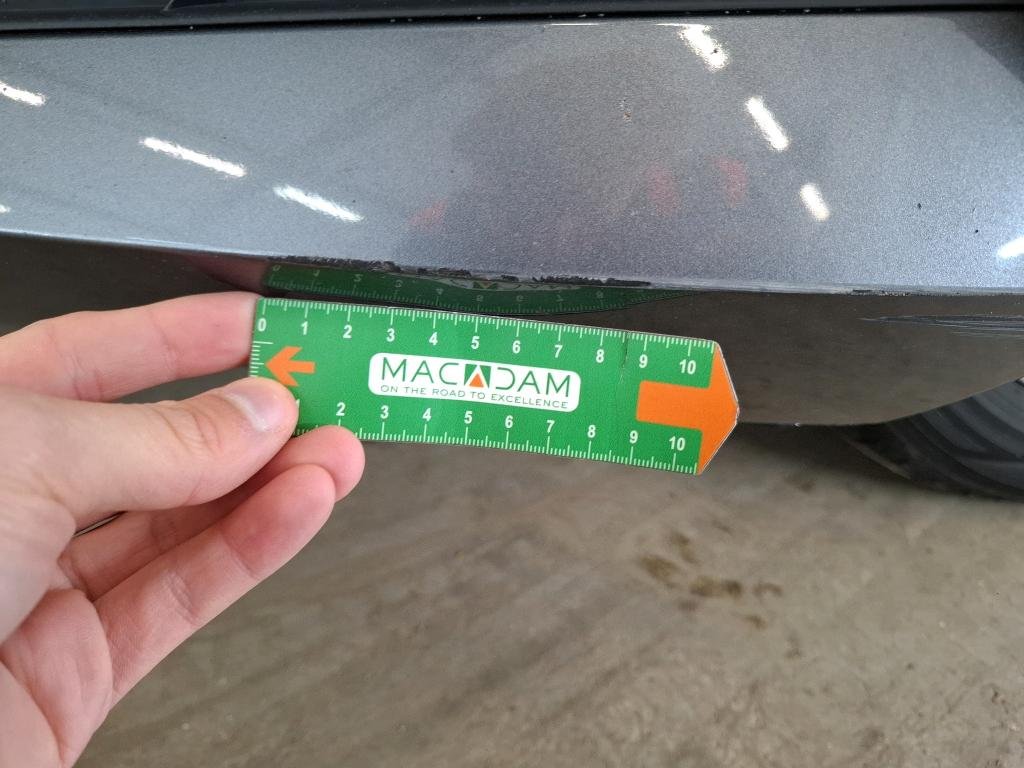 0 1 2 3 4 5 6 7 8 9 10
MACADAM
ON THE ROAD TO EXCELLENCE
1 2 3 4 5 6 7 8 9 10